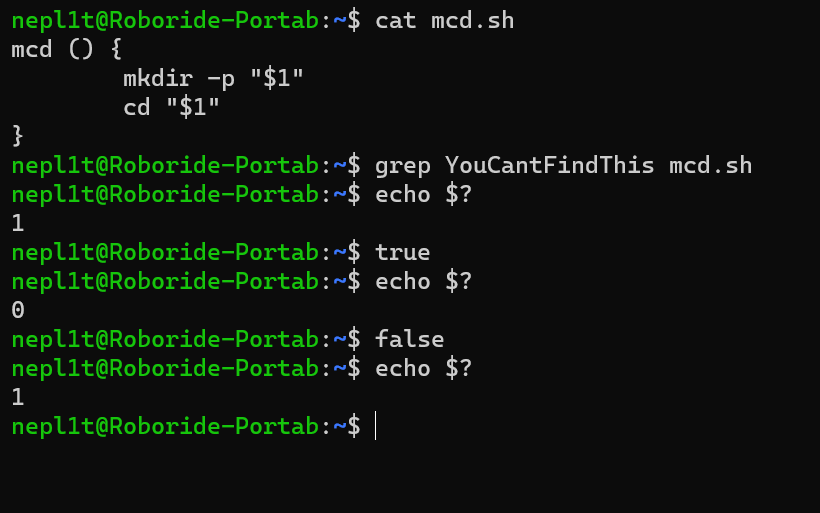 nepl1t@Roboride-Portab:~$ cat mcd.sh
mcd () {
        mkdir -p "$1"
        cd "$1"
}
nepl1t@Roboride-Portab:~$ grep YouCantFindThis mcd.sh
nepl1t@Roboride-Portab:~$ echo $?
1
nepl1t@Roboride-Portab:~$ true
nepl1t@Roboride-Portab:~$ echo $?
0
nepl1t@Roboride-Portab:~$ false
nepl1t@Roboride-Portab:~$ echo $?
1
nepl1t@Roboride-Portab:~$